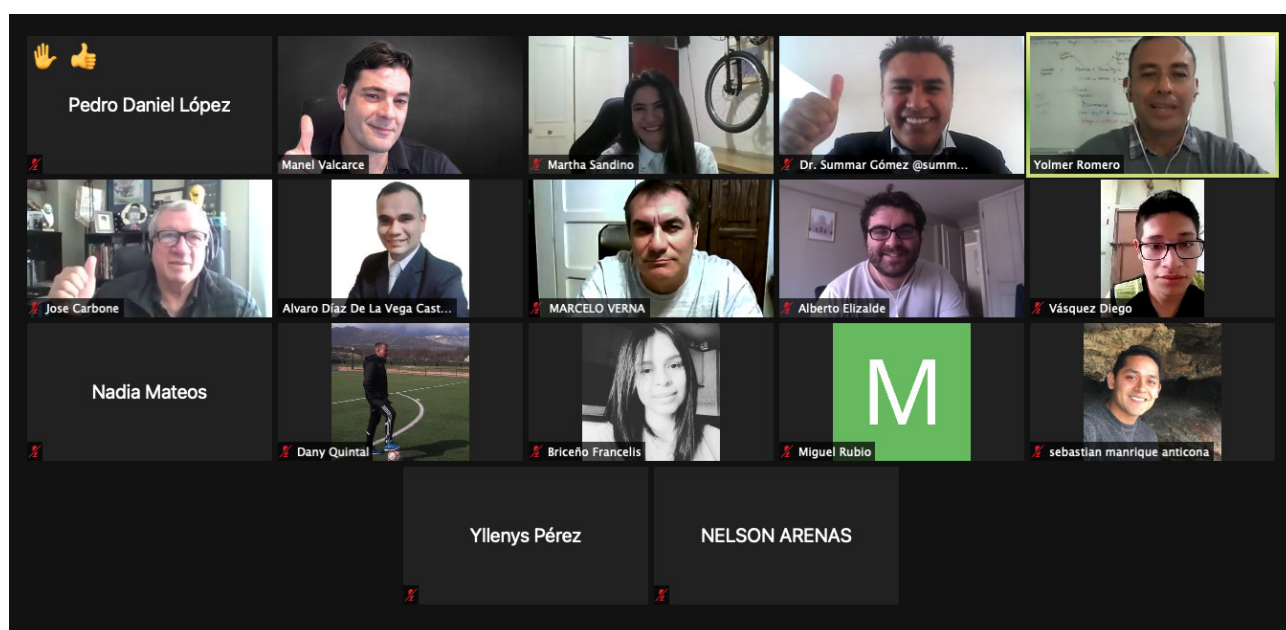 Pedro Daniel López
Manel Valcarce
Martha Sandino
Dr. Summar Gómez @summ...
Yolmer Romero
Jose Carbone
Alvaro Díaz De La Vega Cast...
MARCELO VERNA
Alberto Elizalde
Vásquez Diego
Nadia Mateos
Dany Quintal
Briceño Francelis
M
Miguel Rubio
sebastian manrique anticona
Yllenys Pérez
NELSON ARENAS